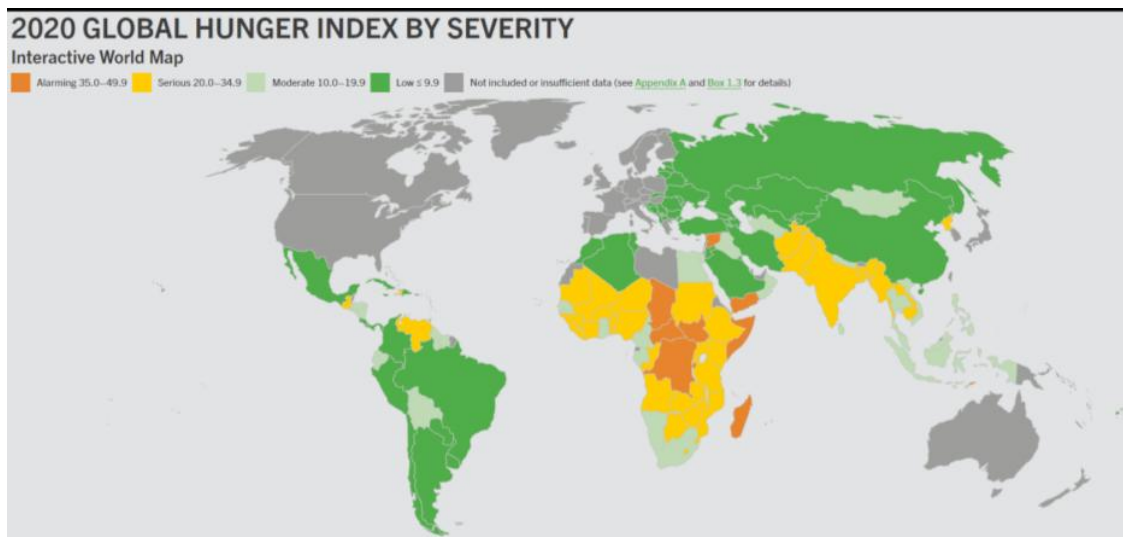 2020 GLOBAL HUNGER INDEX BY SEVERITY
Interactive World Map
Alarming 35.0–49.9 Serious 20.0–34.9 Moderate 10.0–19.9 Low ≤ 9.9 Not included or insufficient data (see Appendix A and Box 1.3 for details)